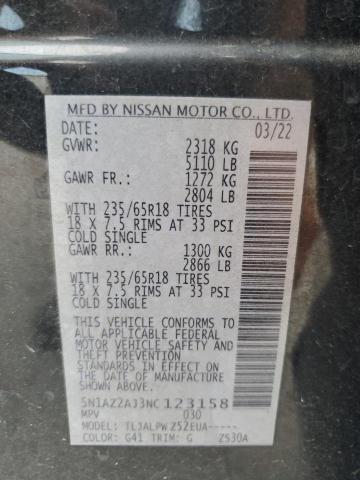 MFD BY NISSAN MOTOR CO., LTD.
DATE: 03/22
GVWR: 2318 KG
5110 LB
GAWR FR.: 1272 KG
2804 LB
WITH 235/65R18 TIRES
18 X 7.5 RIMS AT 33 PSI
COLD SINGLE
GAWR RR.: 1300 KG
2866 LB
WITH 235/65R18 TIRES
18 X 7.5 RIMS AT 33 PSI
COLD SINGLE
THIS VEHICLE CONFORMS TO
ALL APPLICABLE FEDERAL
MOTOR VEHICLE SAFETY AND
THEFT PREVENTION
STANDARDS IN EFFECT ON
THE DATE OF MANUFACTURE
SHOWN ABOVE.
5N1AZ2AJ3NC123158
MPV 030
MODEL: TLJALPWZ52EUA-----
COLOR: G41 TRIM: G ZS30A